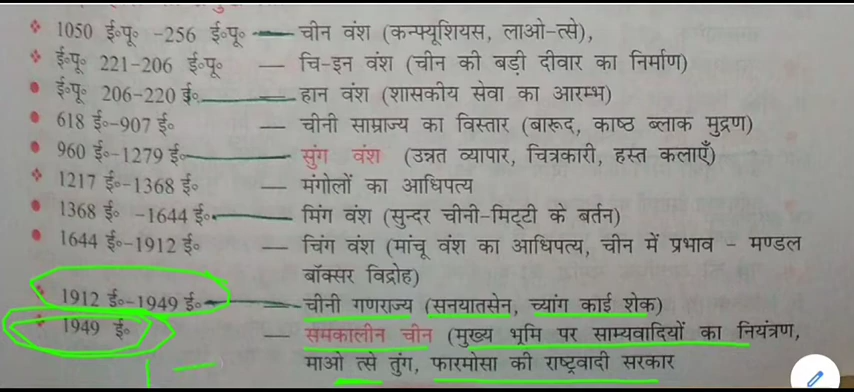 1050 ई॰पू॰ -256 ई॰पू॰ — चीन वंश (कन्फ्यूशियस, लाओ-त्से),
ई॰पू॰ 221-206 ई॰पू॰ — चि-इन वंश (चीन की बड़ी दीवार का निर्माण)
ई॰पू॰ 206-220 ई॰ — हान वंश (शासकीय सेवा का आरम्भ)
618 ई॰-907 ई॰ — चीनी साम्राज्य का विस्तार (बारूद, काष्ठ ब्लाक मुद्रण)
960 ई॰-1279 ई॰ — सुंग वंश (उन्नत व्यापार, चित्रकारी, हस्त कलाएँ)
1217 ई॰-1368 ई॰ — मंगोलों का आधिपत्य
1368 ई॰ -1644 ई॰ — मिंग वंश (सुन्दर चीनी-मिट्टी के बर्तन)
1644 ई॰-1912 ई॰ — चिंग वंश (मांचू वंश का आधिपत्य, चीन में प्रभाव - मण्डल
बॉक्सर विद्रोह)
1912 ई॰-1949 ई॰ — चीनी गणराज्य (सनयातसेन, च्यांग काई शेक)
1949 ई॰ — समकालीन चीन (मुख्य भूमि पर साम्यवादियों का नियंत्रण,
माओ त्से तुंग, फारमोसा की राष्ट्रवादी सरकार